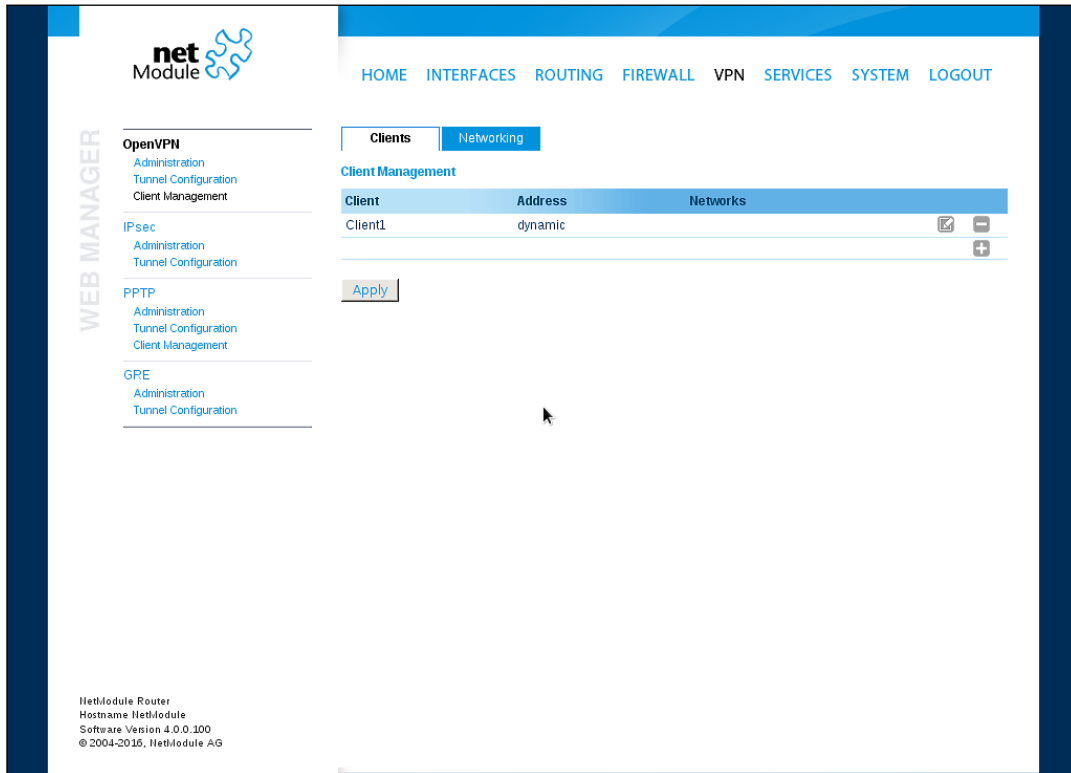 net
Module
HOME INTERFACES ROUTING FIREWALL VPN SERVICES SYSTEM LOGOUT
WEB MANAGER
OpenVPN
Administration
Tunnel Configuration
Client Management
IPsec
Administration
Tunnel Configuration
PPTP
Administration
Tunnel Configuration
Client Management
GRE
Administration
Tunnel Configuration
Clients Networking
Client Management
Client Address Networks
Client1 dynamic
Apply
NetModule Router
Hostname NetModule
Software Version 4.0.0.100
© 2004-2016, NetModule AG